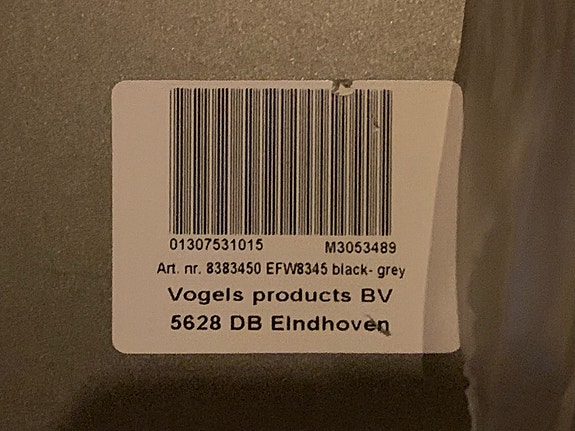 01307531015 M3053489
Art. nr. 8383450 EFW8345 black- grey
Vogels products BV
5628 DB EIndhoven